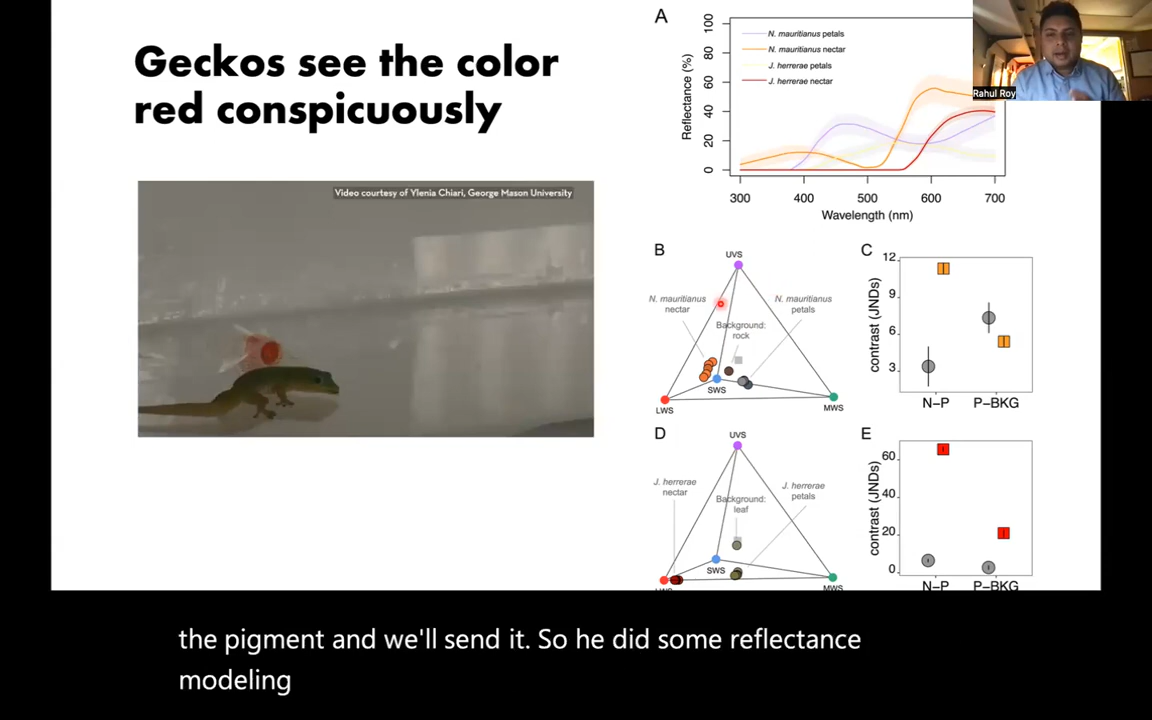 Geckos see the color
red conspicuously
Video courtesy of Ylenia Chiari, George Mason University
A
Reflectance (%)
100
80
60
40
20
0
N. mauritianus petals
N. mauritianus nectar
J. herrerae petals
J. herrerae nectar
300 400 500 600 700
Wavelength (nm)
Rahul Roy
B
UVS
N. mauritianus
nectar
N. mauritianus
petals
Background:
rock
SWS
LWS
MWS
C
contrast (JNDs)
12
9
6
3
N-P P-BKG
D
UVS
J. herrerae
nectar
J. herrerae
petals
Background:
leaf
SWS
LWS
MWS
E
contrast (JNDs)
60
40
20
0
N-P P-BKG
the pigment and we'll send it. So he did some reflectance
modeling